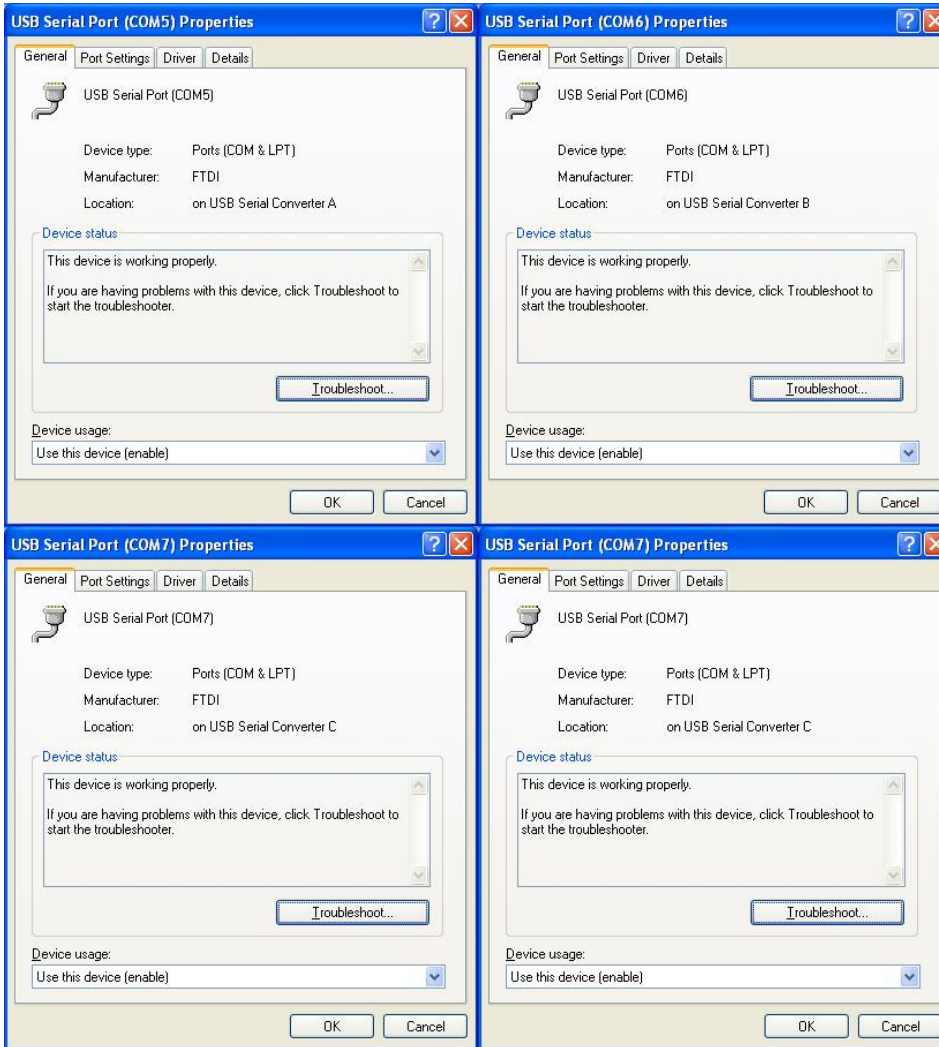 USB Serial Port (COM5) Properties
General Port Settings Driver Details
USB Serial Port (COM5)
Device type: Ports (COM & LPT)
Manufacturer: FTDI
Location: on USB Serial Converter A
Device status
This device is working properly.
If you are having problems with this device, click Troubleshoot to
start the troubleshooter.
Troubleshoot...
Device usage:
Use this device (enable)
OK Cancel
USB Serial Port (COM6) Properties
General Port Settings Driver Details
USB Serial Port (COM6)
Device type: Ports (COM & LPT)
Manufacturer: FTDI
Location: on USB Serial Converter B
Device status
This device is working properly.
If you are having problems with this device, click Troubleshoot to
start the troubleshooter.
Troubleshoot...
Device usage:
Use this device (enable)
OK Cancel
USB Serial Port (COM7) Properties
General Port Settings Driver Details
USB Serial Port (COM7)
Device type: Ports (COM & LPT)
Manufacturer: FTDI
Location: on USB Serial Converter C
Device status
This device is working properly.
If you are having problems with this device, click Troubleshoot to
start the troubleshooter.
Troubleshoot...
Device usage:
Use this device (enable)
OK Cancel
USB Serial Port (COM7) Properties
General Port Settings Driver Details
USB Serial Port (COM7)
Device type: Ports (COM & LPT)
Manufacturer: FTDI
Location: on USB Serial Converter C
Device status
This device is working properly.
If you are having problems with this device, click Troubleshoot to
start the troubleshooter.
Troubleshoot...
Device usage:
Use this device (enable)
OK Cancel